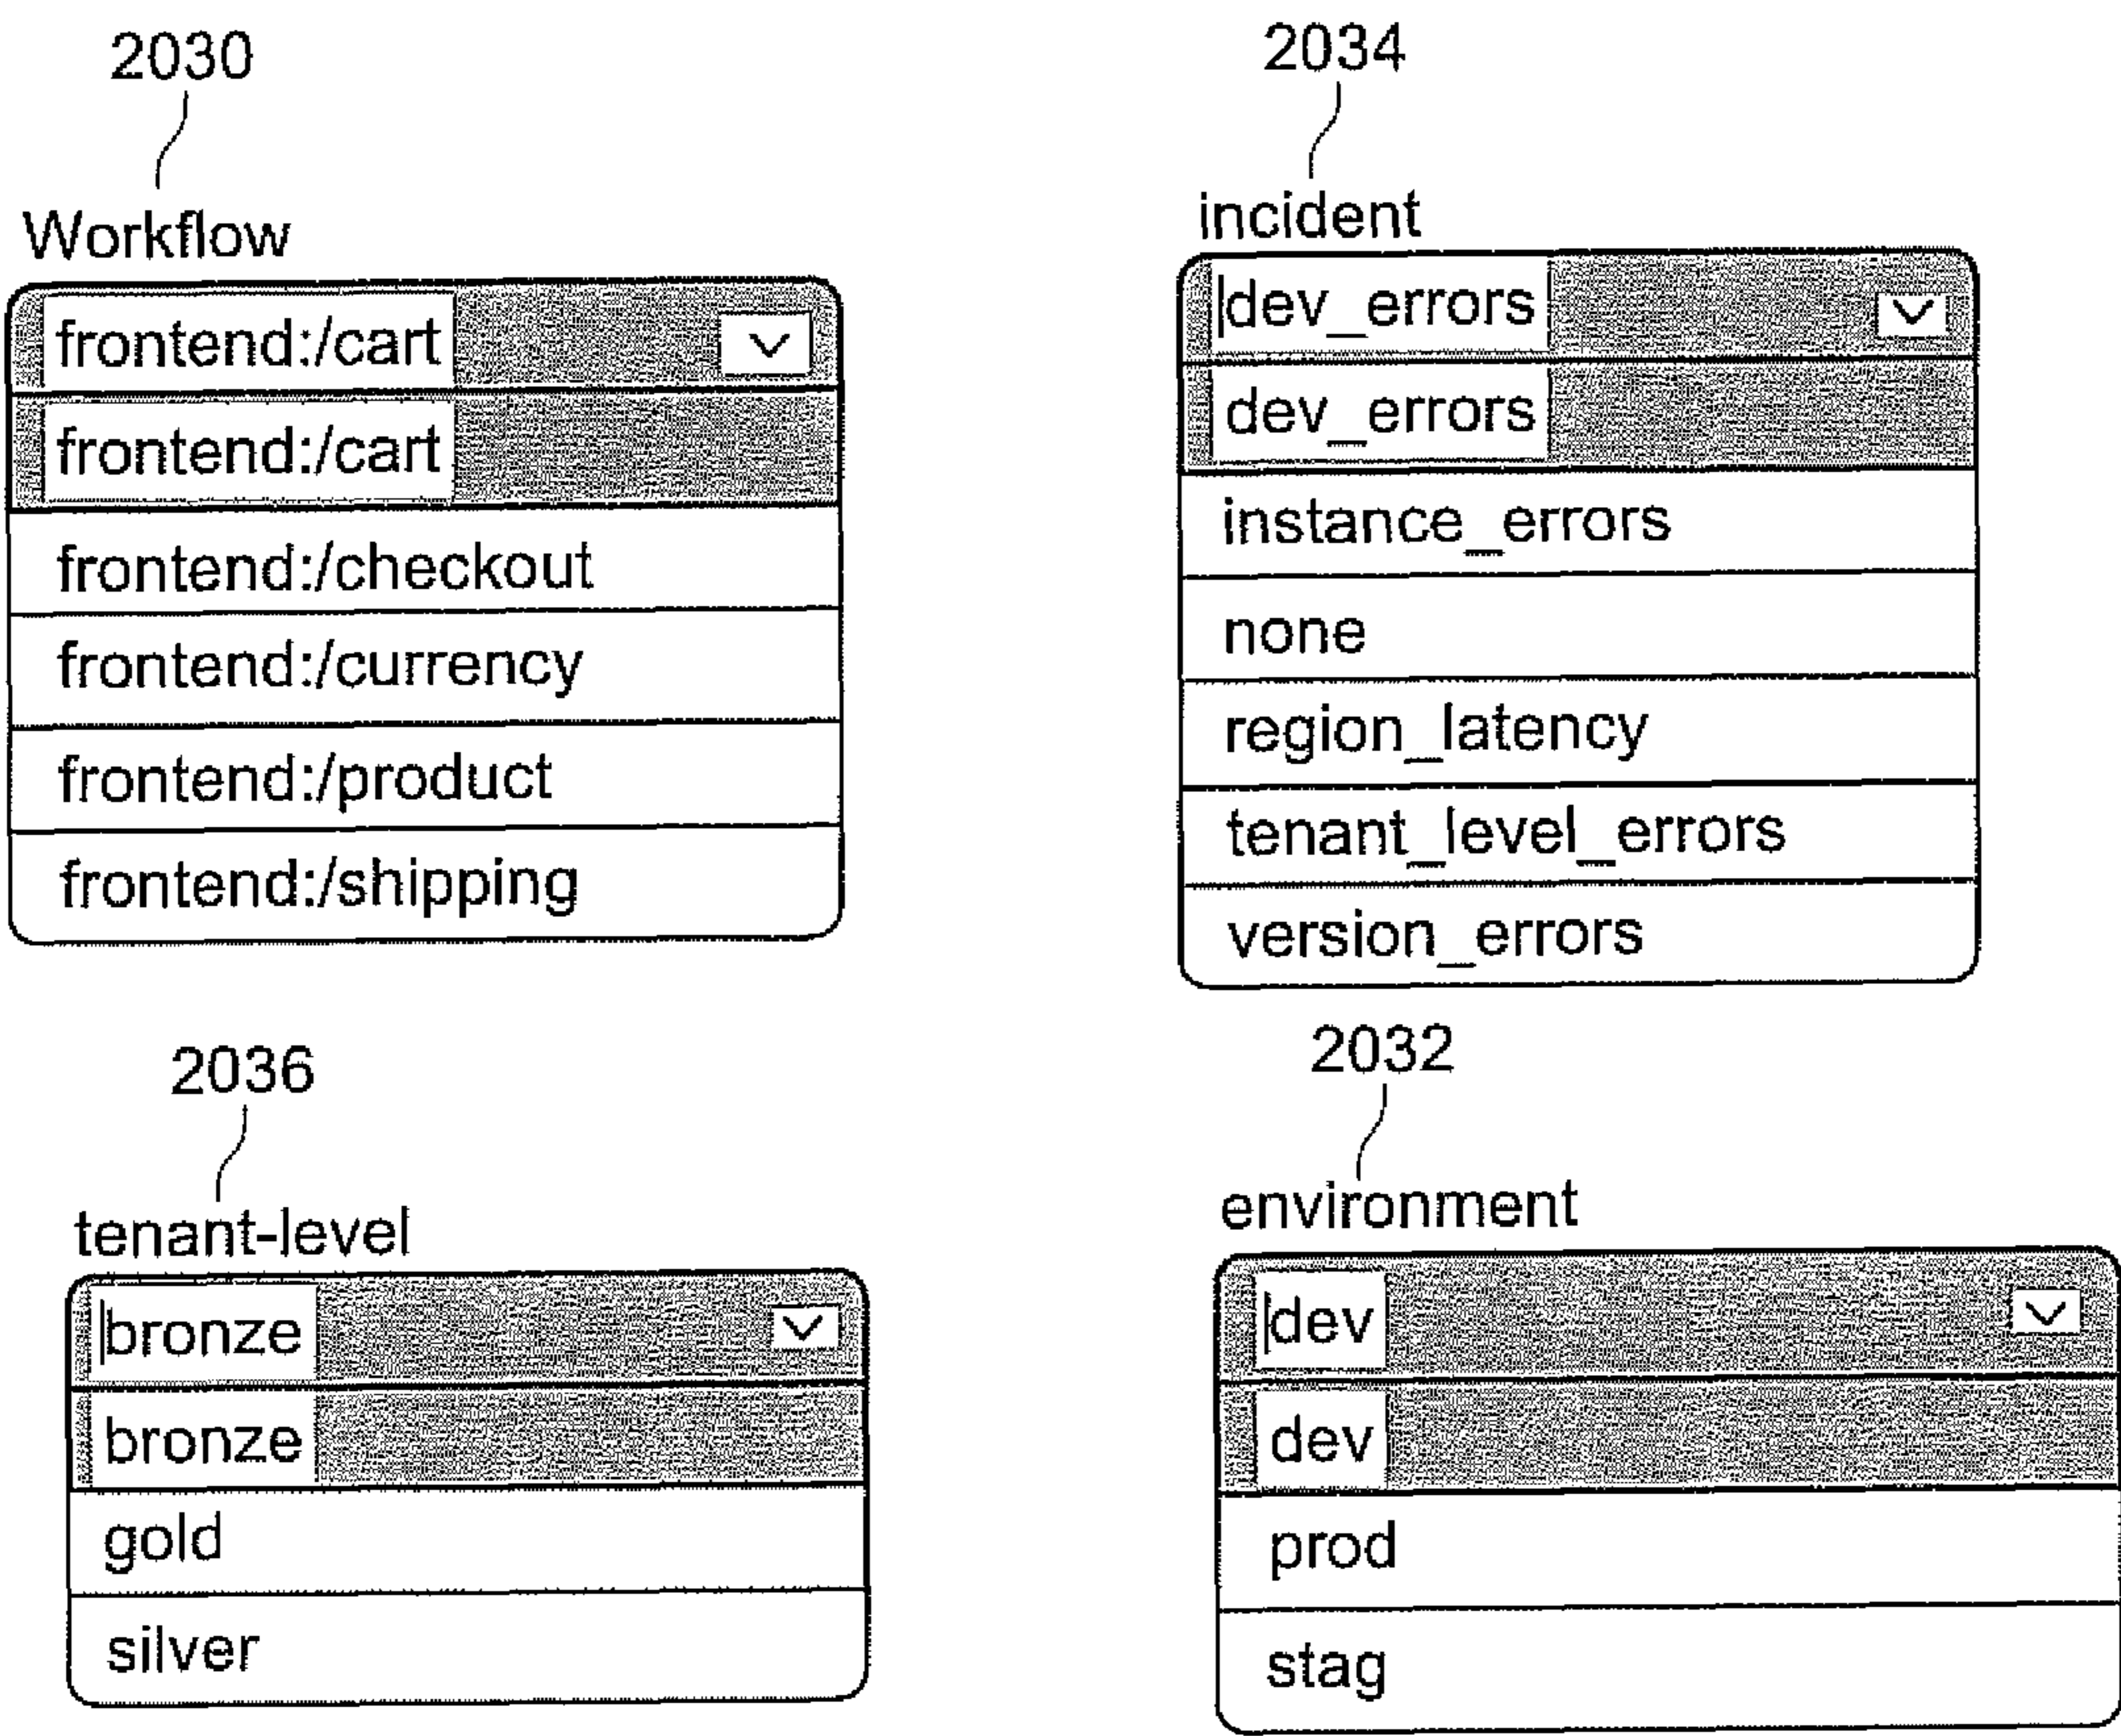 2030
Workflow
frontend:/cart
frontend:/cart
frontend:/checkout
frontend:/currency
frontend:/product
frontend:/shipping
2034
incident
dev_errors
dev_errors
instance_errors
none
region_latency
tenant_level_errors
version_errors
2036
tenant-level
bronze
bronze
gold
silver
2032
environment
dev
dev
prod
stag